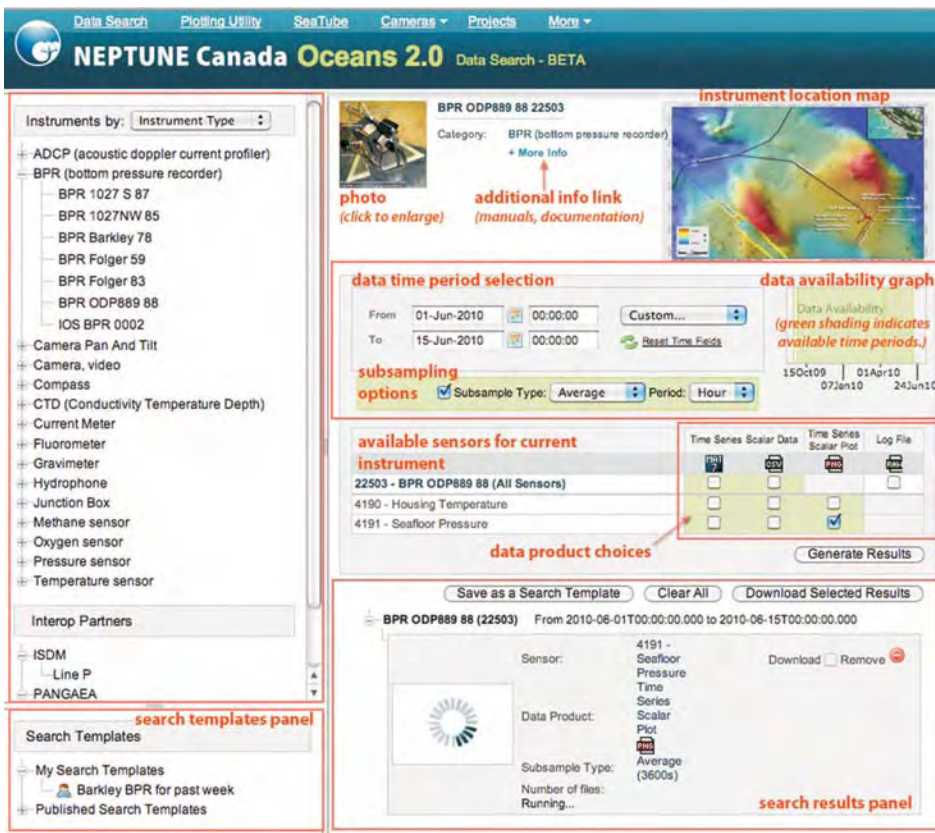 Data Search Plotting Utility SeaTube Cameras Projects More
NEPTUNE Canada Oceans 2.0 Data Search - BETA
Instruments by: Instrument Type
ADCP (acoustic doppler current profiler)
BPR (bottom pressure recorder)
BPR 1027 S 87
BPR 1027NW 85
BPR Barkley 78
BPR Folger 59
BPR Folger 83
BPR ODP889 88
IOS BPR 0002
Camera Pan And Tilt
Camera, video
Compass
CTD (Conductivity Temperature Depth)
Current Meter
Fluorometer
Gravimeter
Hydrophone
Junction Box
Methane sensor
Oxygen sensor
Pressure sensor
Temperature sensor
Interop Partners
ISDM
Line P
PANGAEA
search templates panel
Search Templates
My Search Templates
Barkley BPR for past week
Published Search Templates
BPR ODP889 88 22503
Category: BPR (bottom pressure recorder)
+ More Info
photo
(click to enlarge)
additional info link
(manuals, documentation)
instrument location map
data time period selection
From 01-Jun-2010 00:00:00 Custom...
To 15-Jun-2010 00:00:00 Reset Time Fields
subsampling
options Subsample Type: Average Period: Hour
data availability graph
Data Availability
(green shading indicates
available time periods.)
15Oct09 01Apr10
07Jan10 24Jun10
available sensors for current
instrument
Time Series Scalar Data Time Series
Scalar Plot Log File
MAT
7 CSV PNG RAW
22503 - BPR ODP889 88 (All Sensors)
4190 - Housing Temperature
4191 - Seafloor Pressure
data product choices
Generate Results
Save as a Search Template Clear All Download Selected Results
BPR ODP889 88 (22503) From 2010-06-01T00:00:00.000 to 2010-06-15T00:00:00.000
Sensor: 4191 -
Seafloor
Pressure
Download Remove
Data Product: Time
Series
Scalar
Plot
PNG
Subsample Type: Average
(3600s)
Number of files:
Running...
search results panel